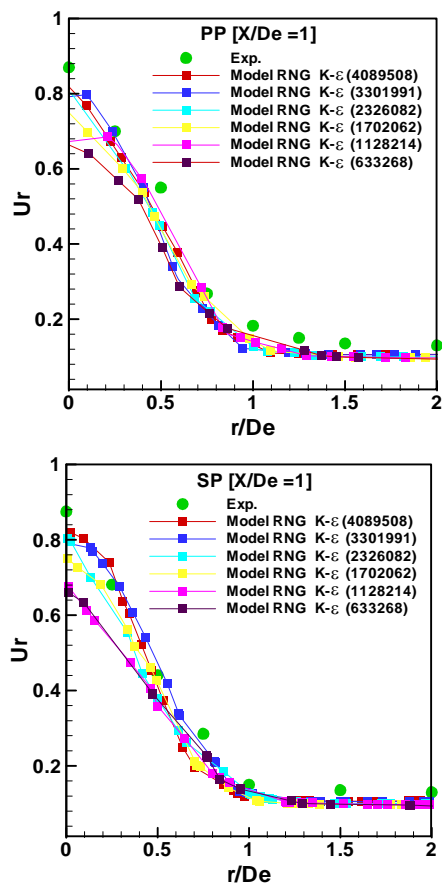 PP [X/De =1]
Exp.
Model RNG K-ε (4089508)
Model RNG K-ε (3301991)
Model RNG K-ε (2326082)
Model RNG K-ε (1702062)
Model RNG K-ε (1128214)
Model RNG K-ε (633268)
Ur
1
0.8
0.6
0.4
0.2
0 0.5 1 1.5 2
r/De
SP [X/De =1]
Exp.
Model RNG K-ε (4089508)
Model RNG K-ε (3301991)
Model RNG K-ε (2326082)
Model RNG K-ε (1702062)
Model RNG K-ε (1128214)
Model RNG K-ε (633268)
Ur
1
0.8
0.6
0.4
0.2
0 0.5 1 1.5 2
r/De